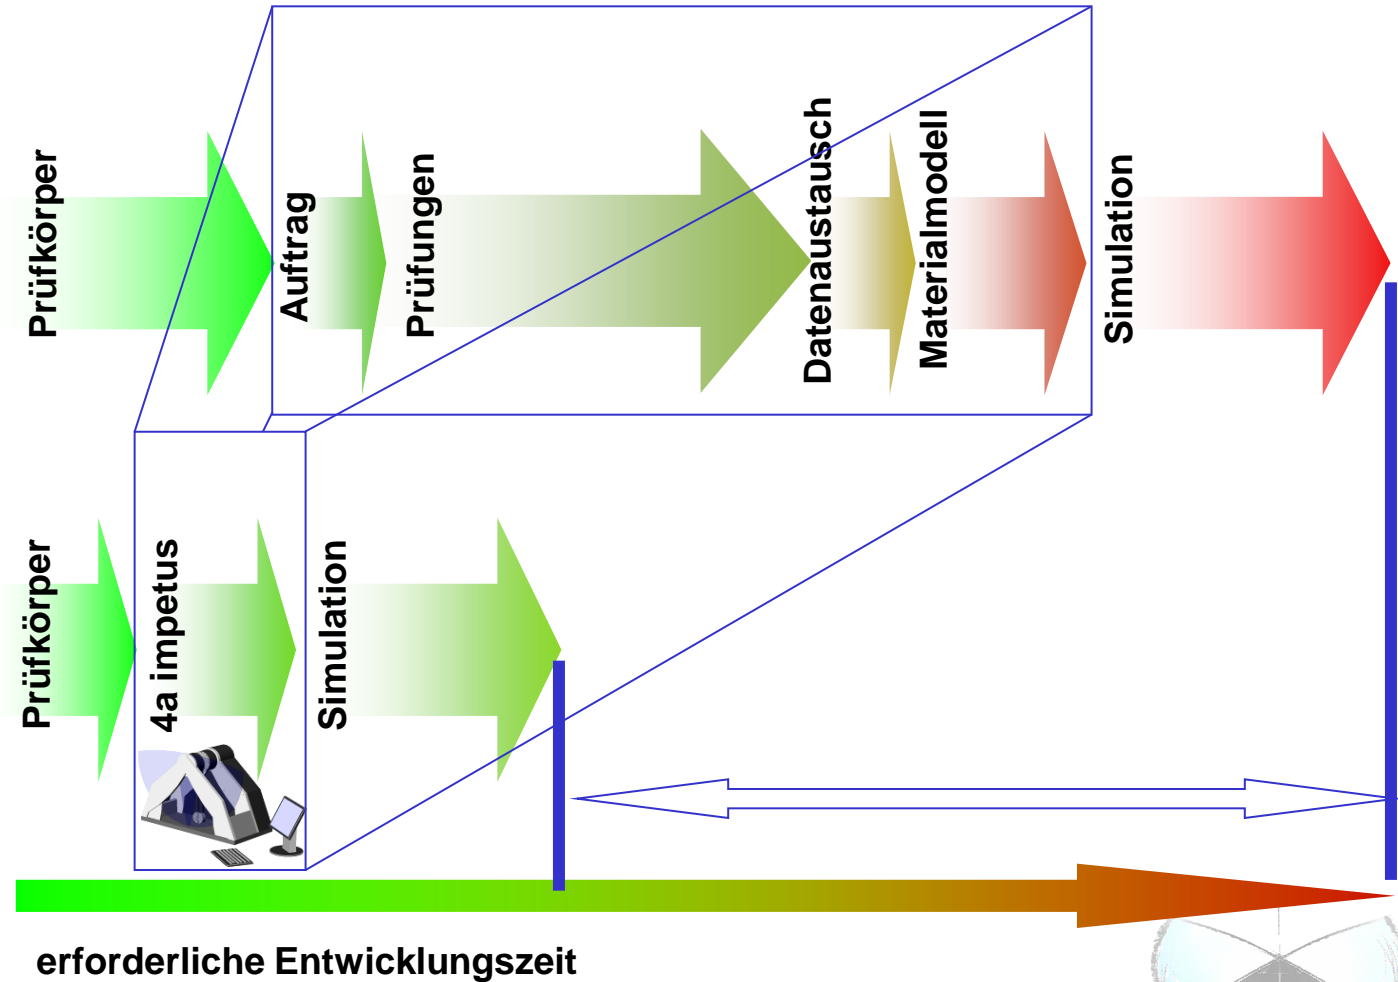 Prüfkörper
Auftrag
Prüfungen
Datenaustausch
Materialmodell
Simulation
Prüfkörper
4a impetus
Simulation
erforderliche Entwicklungszeit